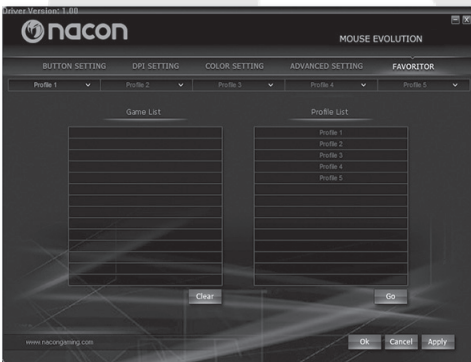 Driver Version: 1.00
nacon
MOUSE EVOLUTION
BUTTON SETTING DPI SETTING COLOR SETTING ADVANCED SETTING FAVORITOR
Profile 1 Profile 2 Profile 3 Profile 4 Profile 5
Game List Profile List
Profile 1
Profile 2
Profile 3
Profile 4
Profile 5
Clear Go
www.nacongaming.com Ok Cancel Apply